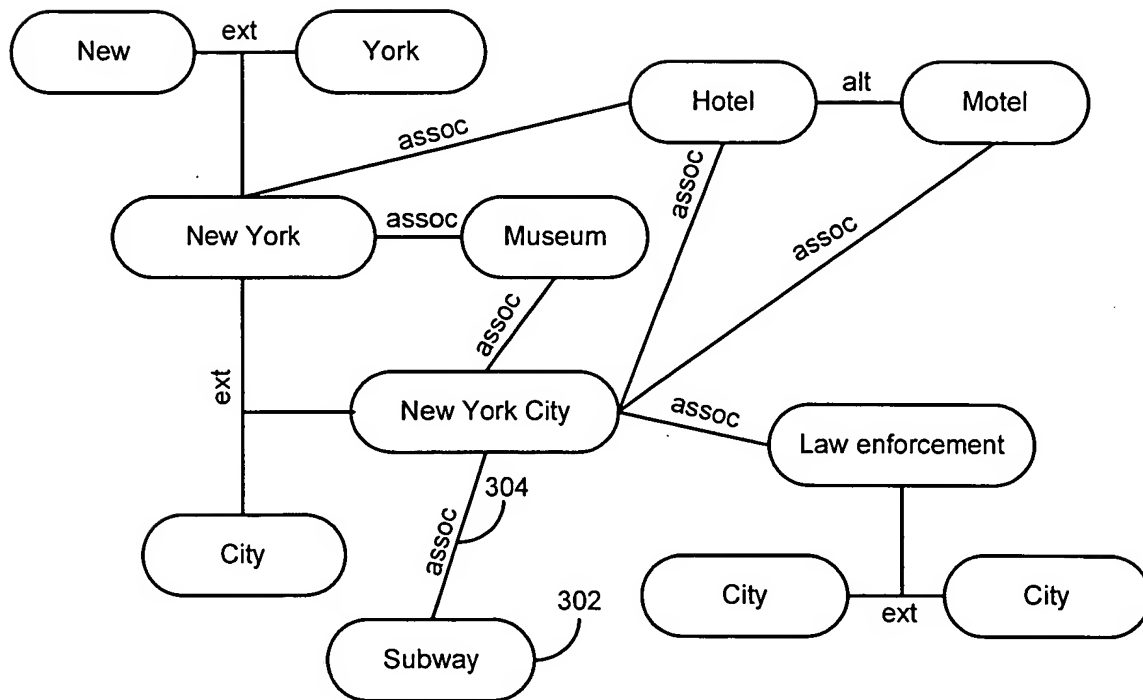 ext
New
York
Hotel
alt
Motel
assoc
assoc
assoc
New York
assoc
Museum
assoc
ext
New York City
assoc
Law enforcement
304
assoc
City
City
ext
City
302
Subway